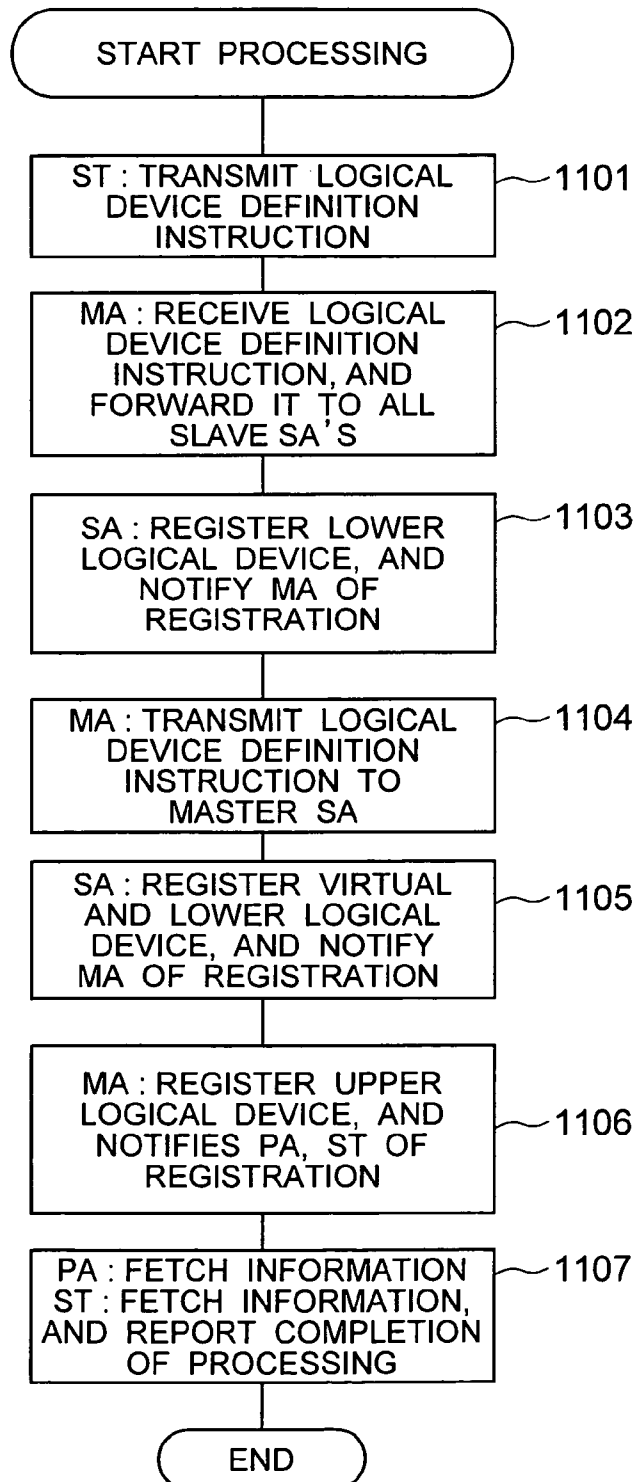 START PROCESSING
ST : TRANSMIT LOGICAL
DEVICE DEFINITION
INSTRUCTION
1101
MA : RECEIVE LOGICAL
DEVICE DEFINITION
INSTRUCTION, AND
FORWARD IT TO ALL
SLAVE SA'S
1102
SA : REGISTER LOWER
LOGICAL DEVICE, AND
NOTIFY MA OF
REGISTRATION
1103
MA : TRANSMIT LOGICAL
DEVICE DEFINITION
INSTRUCTION TO
MASTER SA
1104
SA : REGISTER VIRTUAL
AND LOWER LOGICAL
DEVICE, AND NOTIFY
MA OF REGISTRATION
1105
MA : REGISTER UPPER
LOGICAL DEVICE, AND
NOTIFIES PA, ST OF
REGISTRATION
1106
PA : FETCH INFORMATION
ST : FETCH INFORMATION,
AND REPORT COMPLETION
OF PROCESSING
1107
END